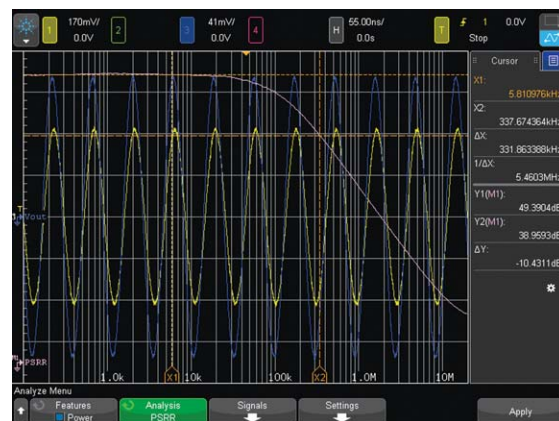 1 170mV/ 0.0V 2 3 41mV/ 0.0V 4 H 55.00ns/ 0.0s T 1 0.0V Stop
Cursor
X1:
5.810976kHz
X2:
337.674364kHz
ΔX:
331.863388kHz
1/ΔX:
5.4603MHz
Y1(M1):
49.3904dB
Y2(M1):
38.9593dB
ΔY:
-10.4311dB
T
Vout
PSRR
1.0k X1 10k 100k X2 1.0M 10M
Analyze Menu
Features Power
Analysis PSRR
Signals
Settings
Apply